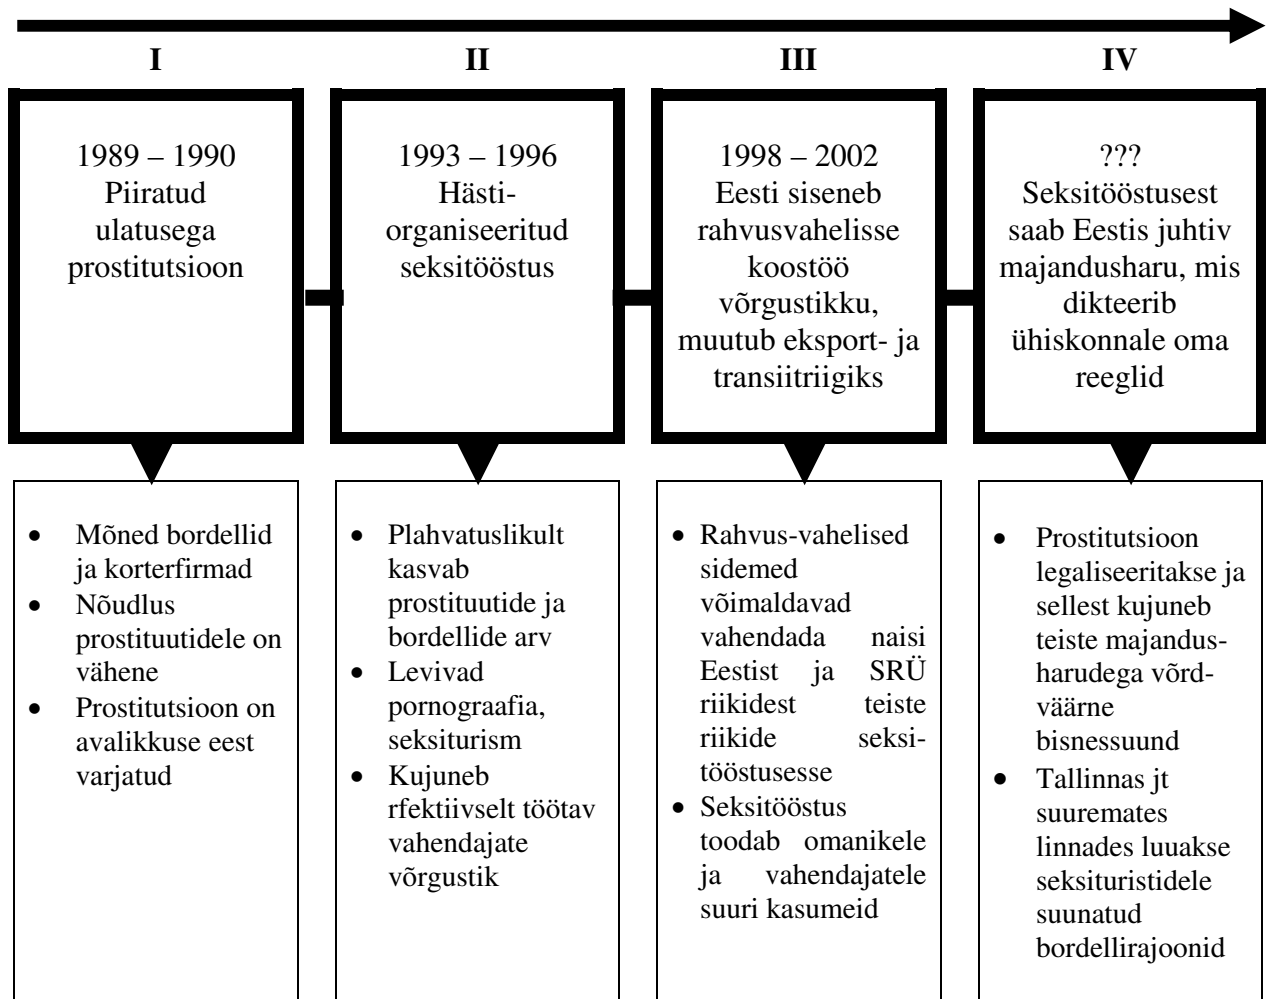 I
II
III
IV
1989 – 1990
Piiratud
ulatusega
prostitutsioon
1993 – 1996
Hästi-
organiseeritud
seksitööstus
1998 – 2002
Eesti siseneb
rahvusvahelisse
koostöö
võrgustikku,
muutub eksport- ja
transiitriigiks
???
Seksitööstusest
saab Eestis juhtiv
majandusharu, mis
dikteerib
ühiskonnale oma
reeglid
• Mõned bordellid
ja korterfirmad
• Nõudlus
prostituutidele on
vähene
• Prostitutsioon on
avalikkuse eest
varjatud
• Plahvatuslikult
kasvab
prostituutide ja
bordellide arv
• Levivad
pornograafia,
seksiturism
• Kujuneb
rfektiivselt töötav
vahendajate
võrgustik
• Rahvus-vahelised
sidemed
võimaldavad
vahendada naisi
Eestist ja SRÜ
riikidest teiste
riikide seksi-
tööstusesse
• Seksitööstus
toodab omanikele
ja vahendajatele
suuri kasumeid
• Prostitutsioon
legaliseeritakse ja
sellest kujuneb
teiste majandus-
harudega võrd-
väärne
bisnessuund
• Tallinnas jt
suuremates
linnades luuakse
seksituristidele
suunatud
bordellirajoonid